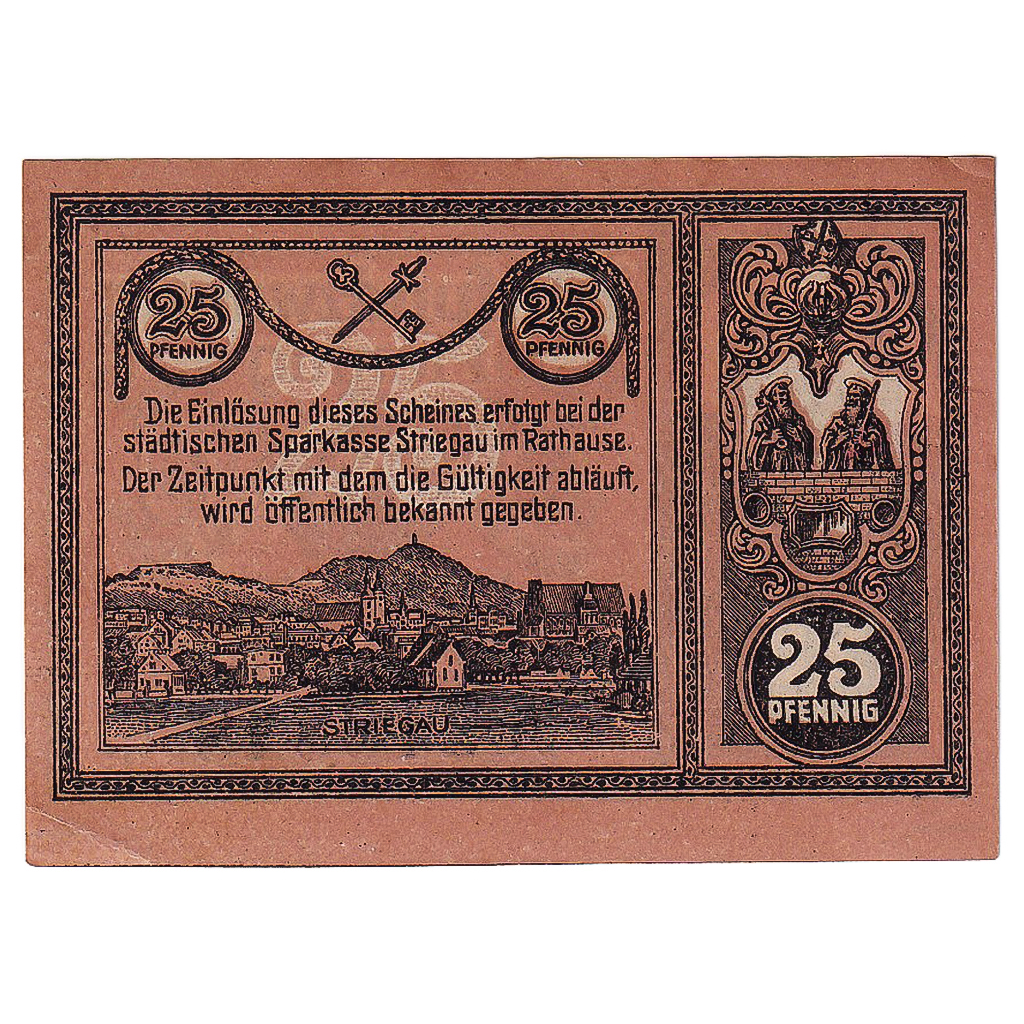 25
PFENNIG
25
PFENNIG
25
Die Einlösung dieses Scheines erfolgt bei der
städtischen Sparkasse Striegau im Rathause.
Der Zeitpunkt mit dem die Gültigkeit abläuft,
wird öffentlich bekannt gegeben.
STRIEGAU
25
PFENNIG